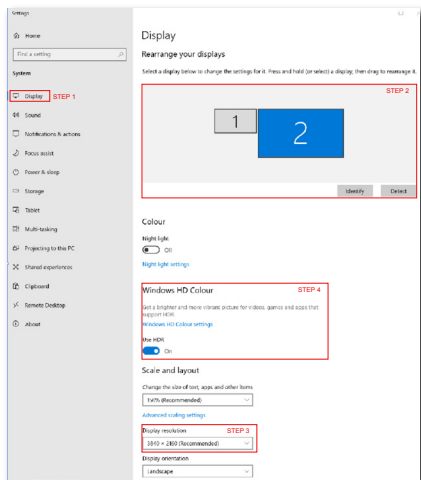 Settings
Home
Find a setting
System
Display STEP 1
Sound
Notifications & actions
Focus assist
Power & sleep
Storage
Tablet
Multi-tasking
Projecting to this PC
Shared experiences
Clipboard
Remote Desktop
About
Display
Rearrange your displays
Select a display below to change the settings for it. Press and hold (or select) a display, then drag to rearrange it.
STEP 2
1 2
Identify Detect
Colour
Night light
Off
Night light settings
Windows HD Colour STEP 4
Get a brighter and more vibrant picture for videos, games and apps that
support HDR.
Windows HD Colour settings
Use HDR
On
Scale and layout
Change the size of text, apps and other items
(Recommended)
Advanced scaling settings
Display resolution STEP 3
3840 × 2160 (Recommended)
Display orientation
Landscape